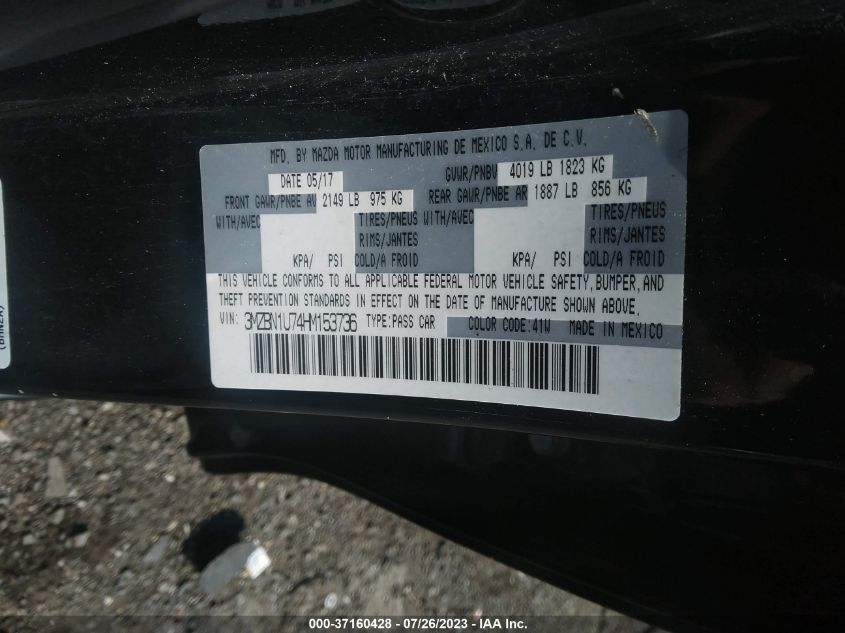 MFD. BY MAZDA MOTOR MANUFACTURING DE MEXICO S.A. DE C.V.
DATE 05/17 GVWR/PNBV 4019 LB 1823 KG
FRONT GAWR/PNBE AV 2149 LB 975 KG REAR GAWR/PNBE AR 1887 LB 856 KG
WITH/AVEC TIRES/PNEUS WITH/AVEC TIRES/PNEUS
RIMS/JANTES RIMS/JANTES
KPA/ PSI COLD/A FROID KPA/ PSI COLD/A FROID
THIS VEHICLE CONFORMS TO ALL APPLICABLE FEDERAL MOTOR VEHICLE SAFETY, BUMPER, AND
THEFT PREVENTION STANDARDS IN EFFECT ON THE DATE OF MANUFACTURE SHOWN ABOVE.
VIN: 3MZBN1U74HM153736 TYPE:PASS CAR COLOR CODE:41W MADE IN MEXICO
(BHN2A)
000-37160428 - 07/26/2023 - IAA Inc.